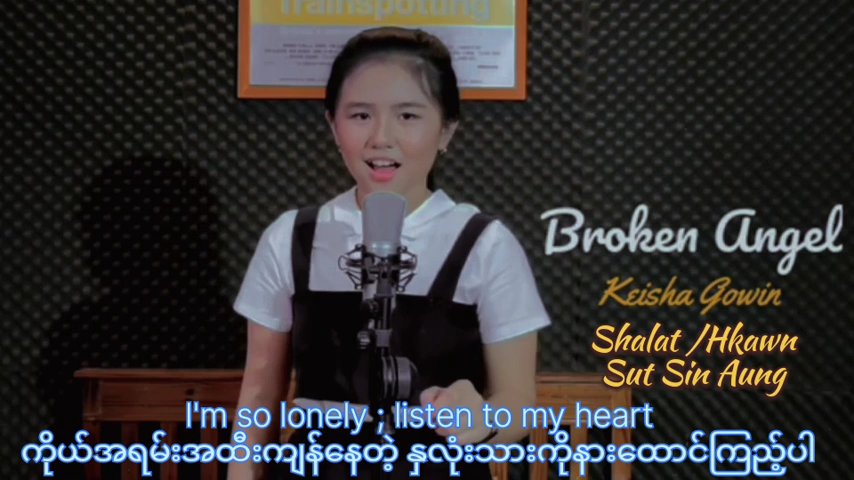 Trainspotting
Broken Angel
Keisha Gowin
Shalat /Hkawn
Sut Sin Aung
I'm so lonely ; listen to my heart
ကိုယ်အရမ်းအထီးကျန်နေတဲ့ နှလုံးသားကိုနားထောင်ကြည့်ပါ